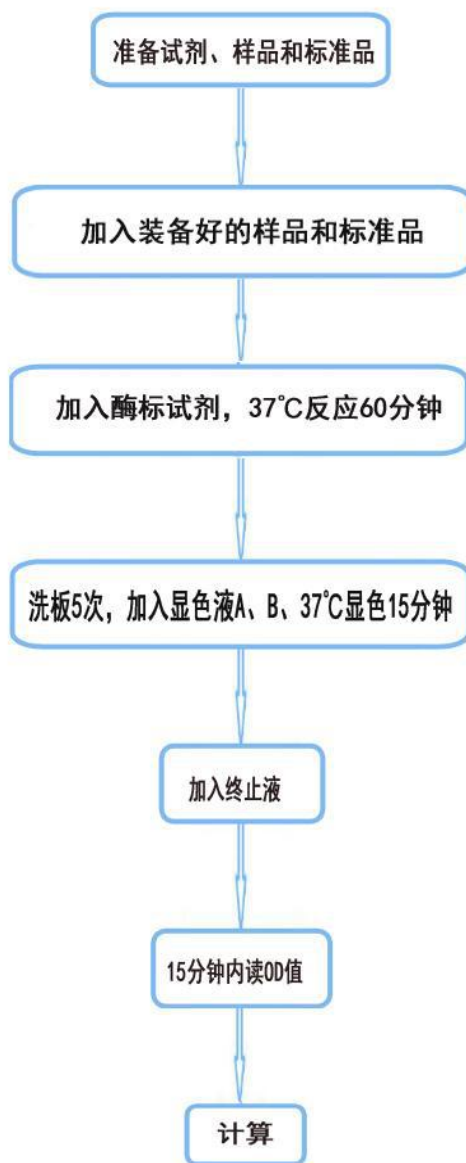 准备试剂、样品和标准品
加入装备好的样品和标准品
加入酶标试剂，37℃反应60分钟
洗板5次，加入显色液A、B、37℃显色15分钟
加入终止液
15分钟内读OD值
计算